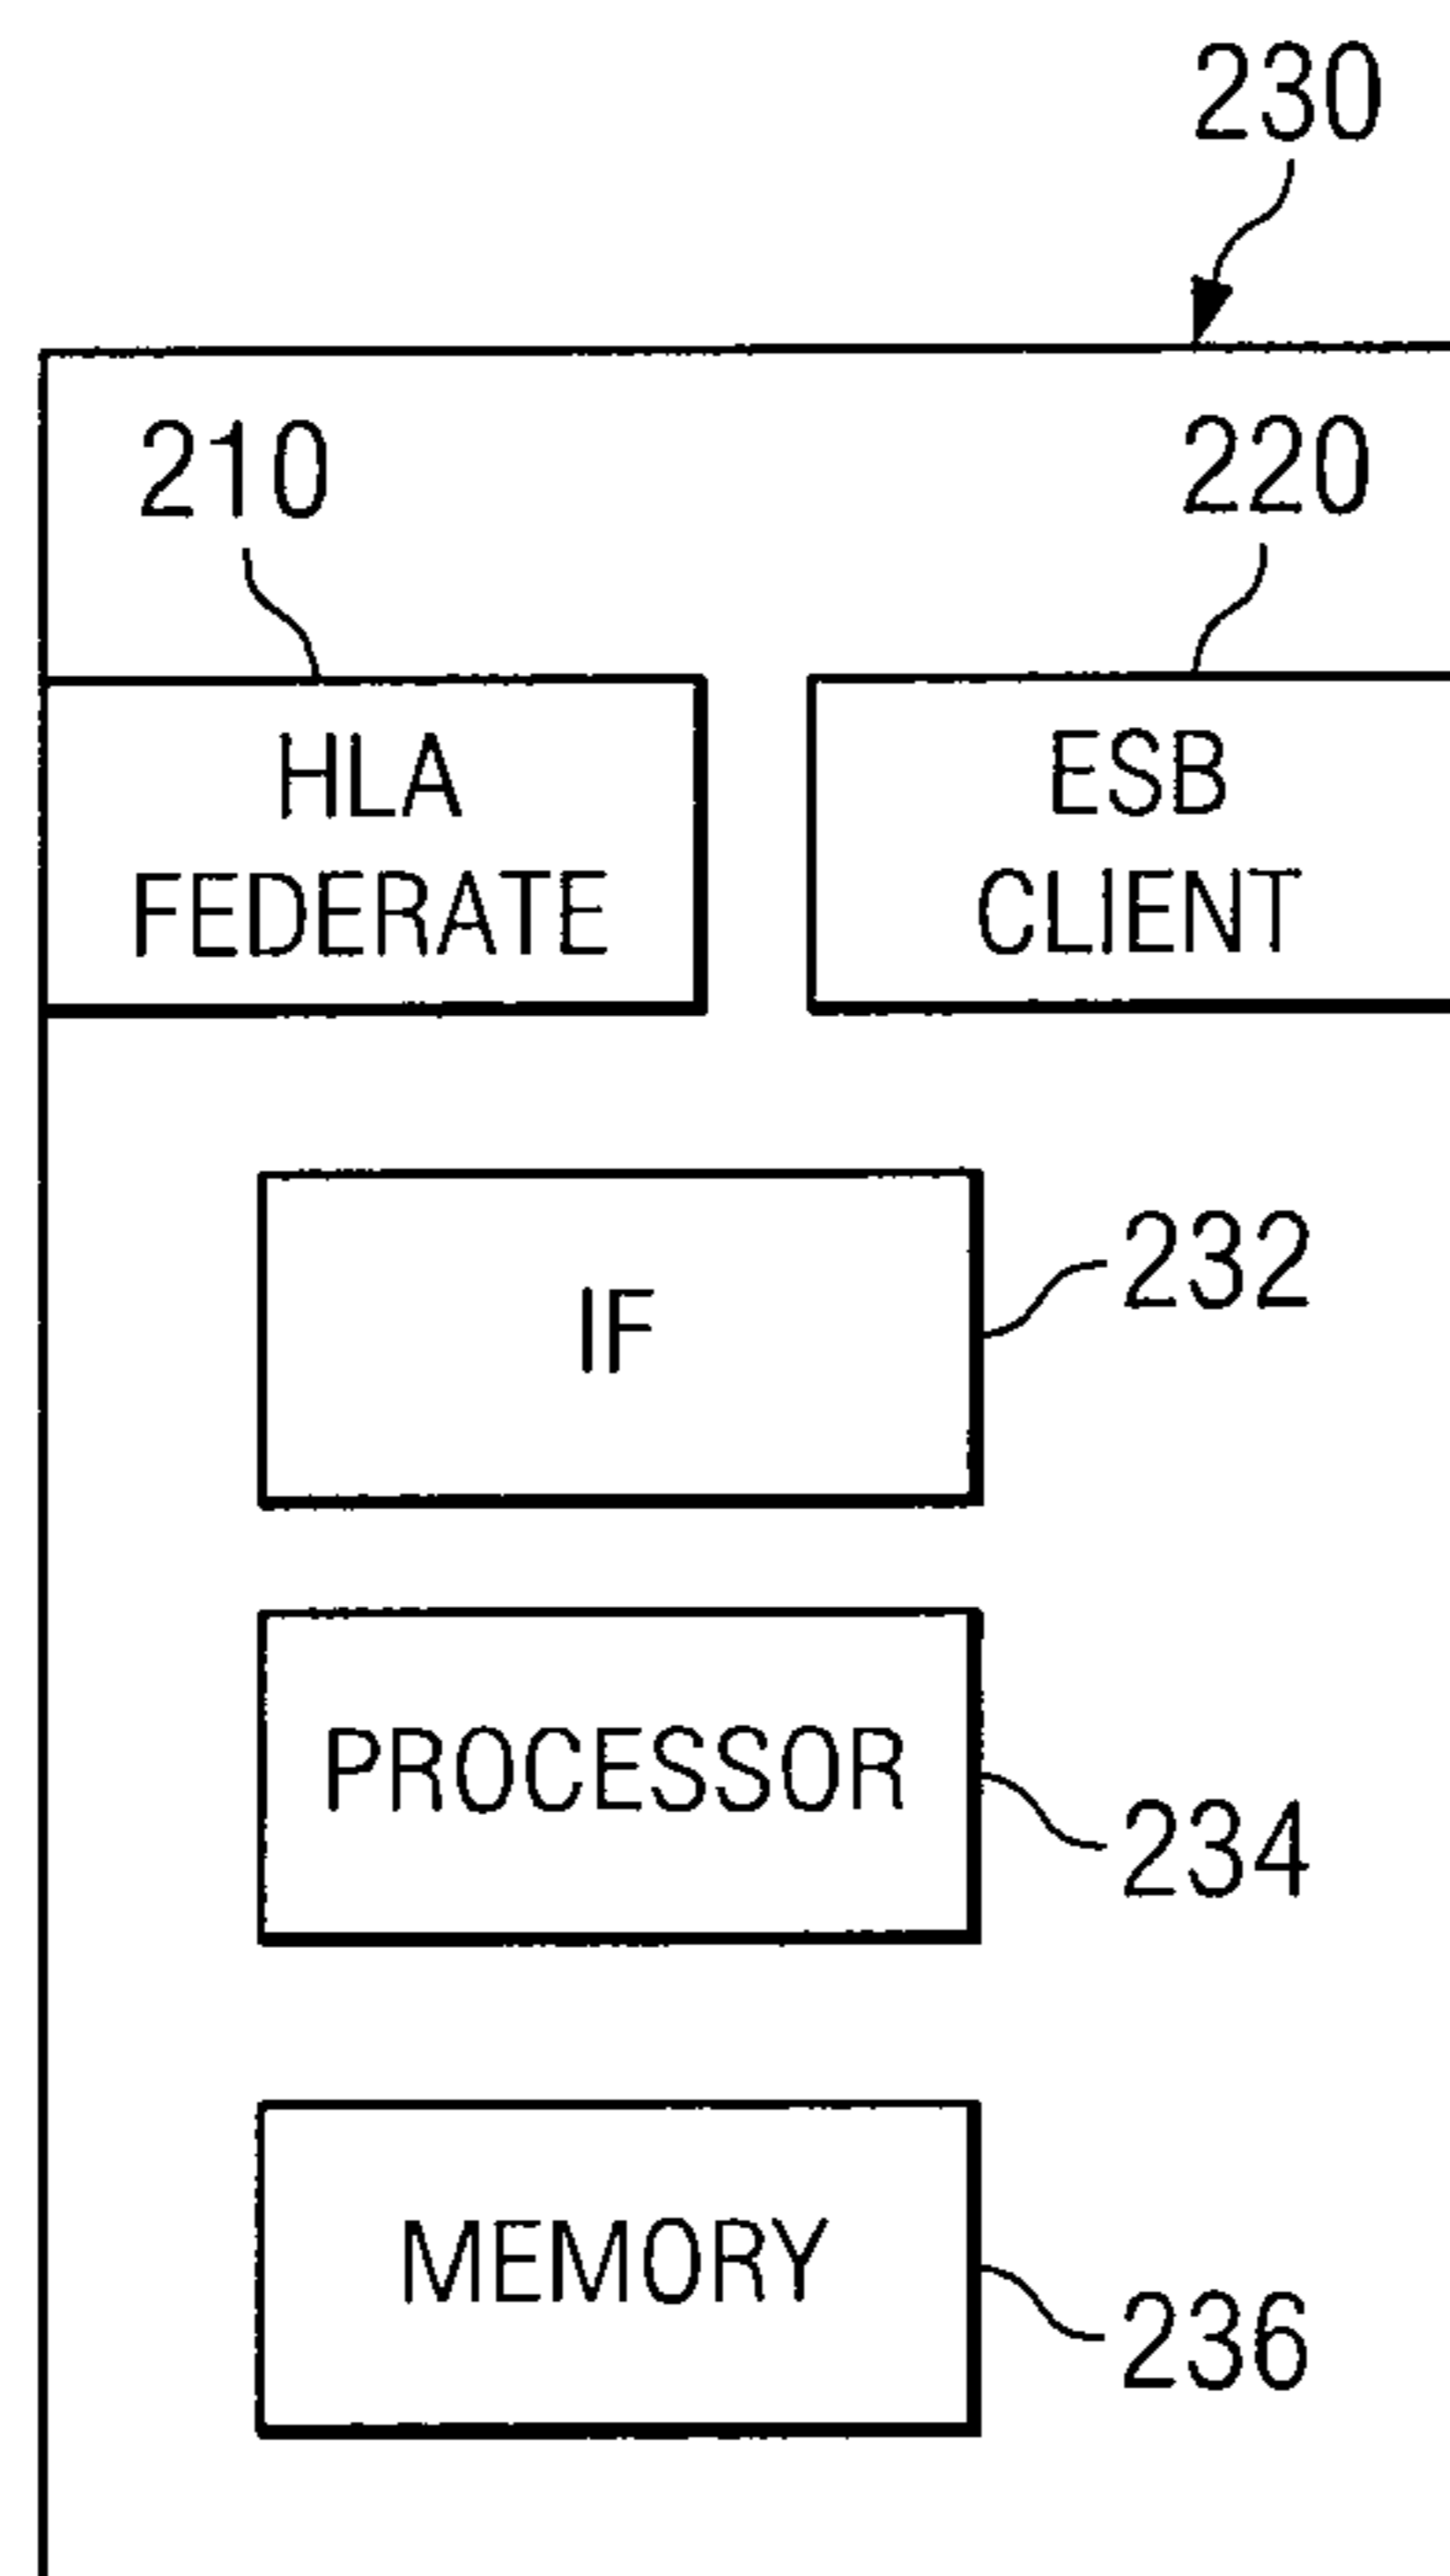 230
210
220
HLA
FEDERATE
ESB
CLIENT
IF
232
PROCESSOR
234
MEMORY
236